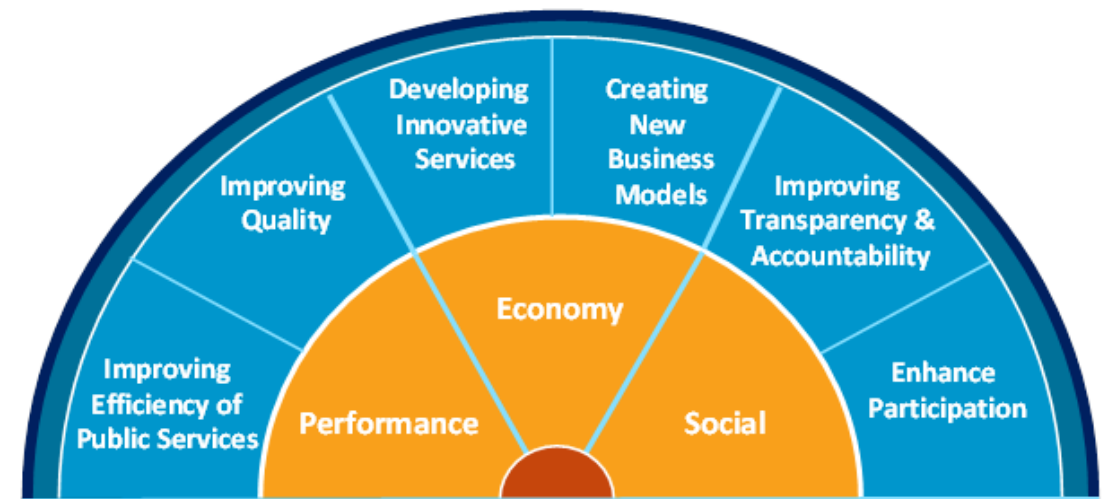 Developing
Innovative
Services
Creating
New
Business
Models
Improving
Quality
Improving
Transparency &
Accountability
Improving
Efficiency of
Public Services
Enhance
Participation
Economy
Performance
Social